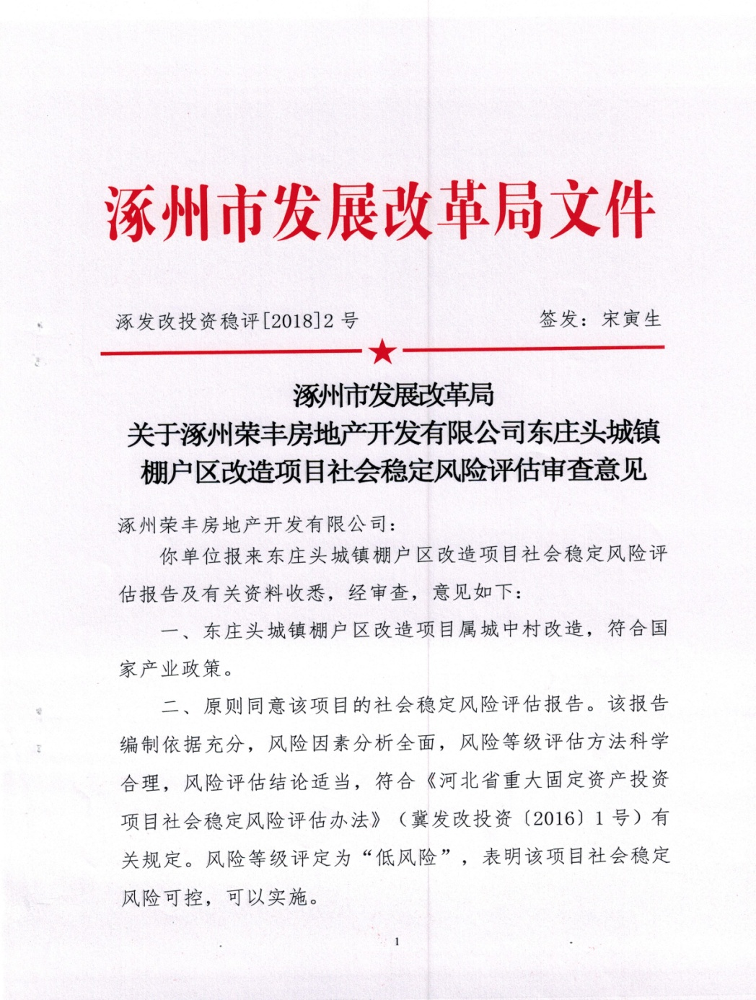 涿州市发展改革局文件
涿发改投资稳评[2018]2 号
签发：宋寅生
涿州市发展改革局
关于涿州荣丰房地产开发有限公司东庄头城镇
棚户区改造项目社会稳定风险评估审查意见
涿州荣丰房地产开发有限公司：
你单位报来东庄头城镇棚户区改造项目社会稳定风险评
估报告及有关资料收悉，经审查，意见如下：
一、东庄头城镇棚户区改造项目属城中村改造，符合国
家产业政策。
二、原则同意该项目的社会稳定风险评估报告。该报告
编制依据充分，风险因素分析全面，风险等级评估方法科学
合理，风险评估结论适当，符合《河北省重大固定资产投资
项目社会稳定风险评估办法》（冀发改投资〔2016〕1 号）有
关规定。风险等级评定为“低风险”，表明该项目社会稳定
风险可控，可以实施。
1